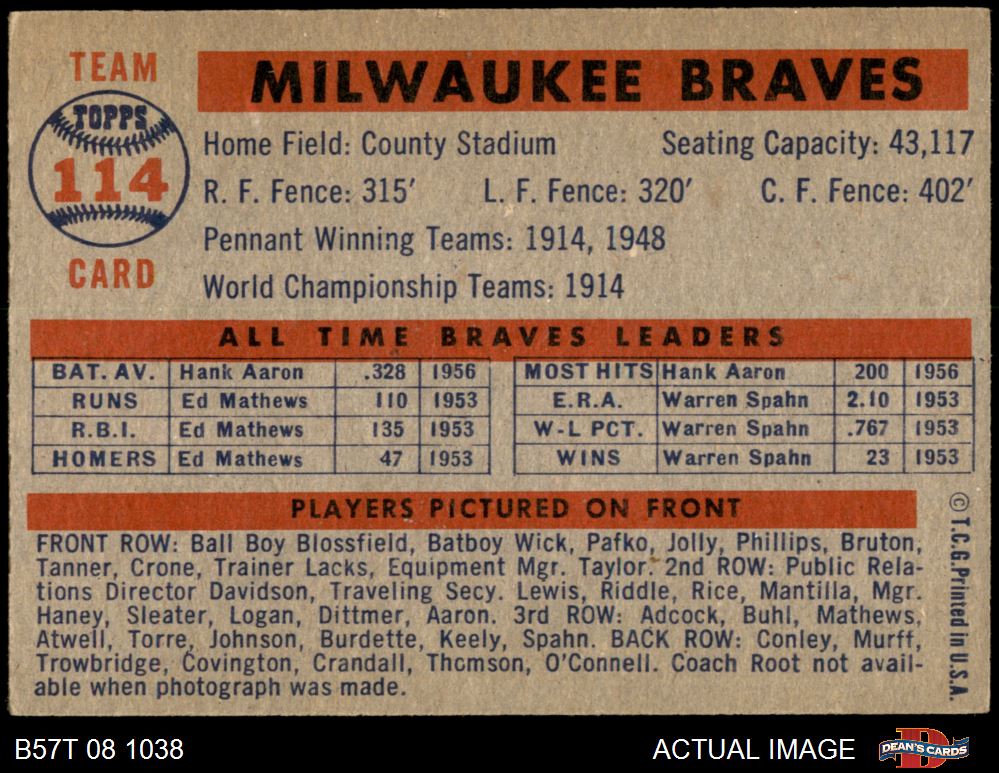 TEAM
MILWAUKEE BRAVES
TOPPS
114
CARD
Home Field: County Stadium Seating Capacity: 43,117
R. F. Fence: 315′ L. F. Fence: 320′ C. F. Fence: 402′
Pennant Winning Teams: 1914, 1948
World Championship Teams: 1914
ALL TIME BRAVES LEADERS
BAT. AV. Hank Aaron .328 1956 MOST HITS Hank Aaron 200 1956
RUNS Ed Mathews 110 1953 E.R.A. Warren Spahn 2.10 1953
R.B.I. Ed Mathews 135 1953 W-L PCT. Warren Spahn .767 1953
HOMERS Ed Mathews 47 1953 WINS Warren Spahn 23 1953
PLAYERS PICTURED ON FRONT
FRONT ROW: Ball Boy Blossfield, Batboy Wick, Pafko, Jolly, Phillips, Bruton,
Tanner, Crone, Trainer Lacks, Equipment Mgr. Taylor. 2nd ROW: Public Rela-
tions Director Davidson, Traveling Secy. Lewis, Riddle, Rice, Mantilla, Mgr.
Haney, Sleater, Logan, Dittmer, Aaron. 3rd ROW: Adcock, Buhl, Mathews,
Atwell, Torre, Johnson, Burdette, Keely, Spahn. BACK ROW: Conley, Murff,
Trowbridge, Covington, Crandall, Thomson, O'Connell. Coach Root not avail-
able when photograph was made.
© T.C.G. Printed in U.S.A.
B57T 08 1038 ACTUAL IMAGE DEAN'S CARDS